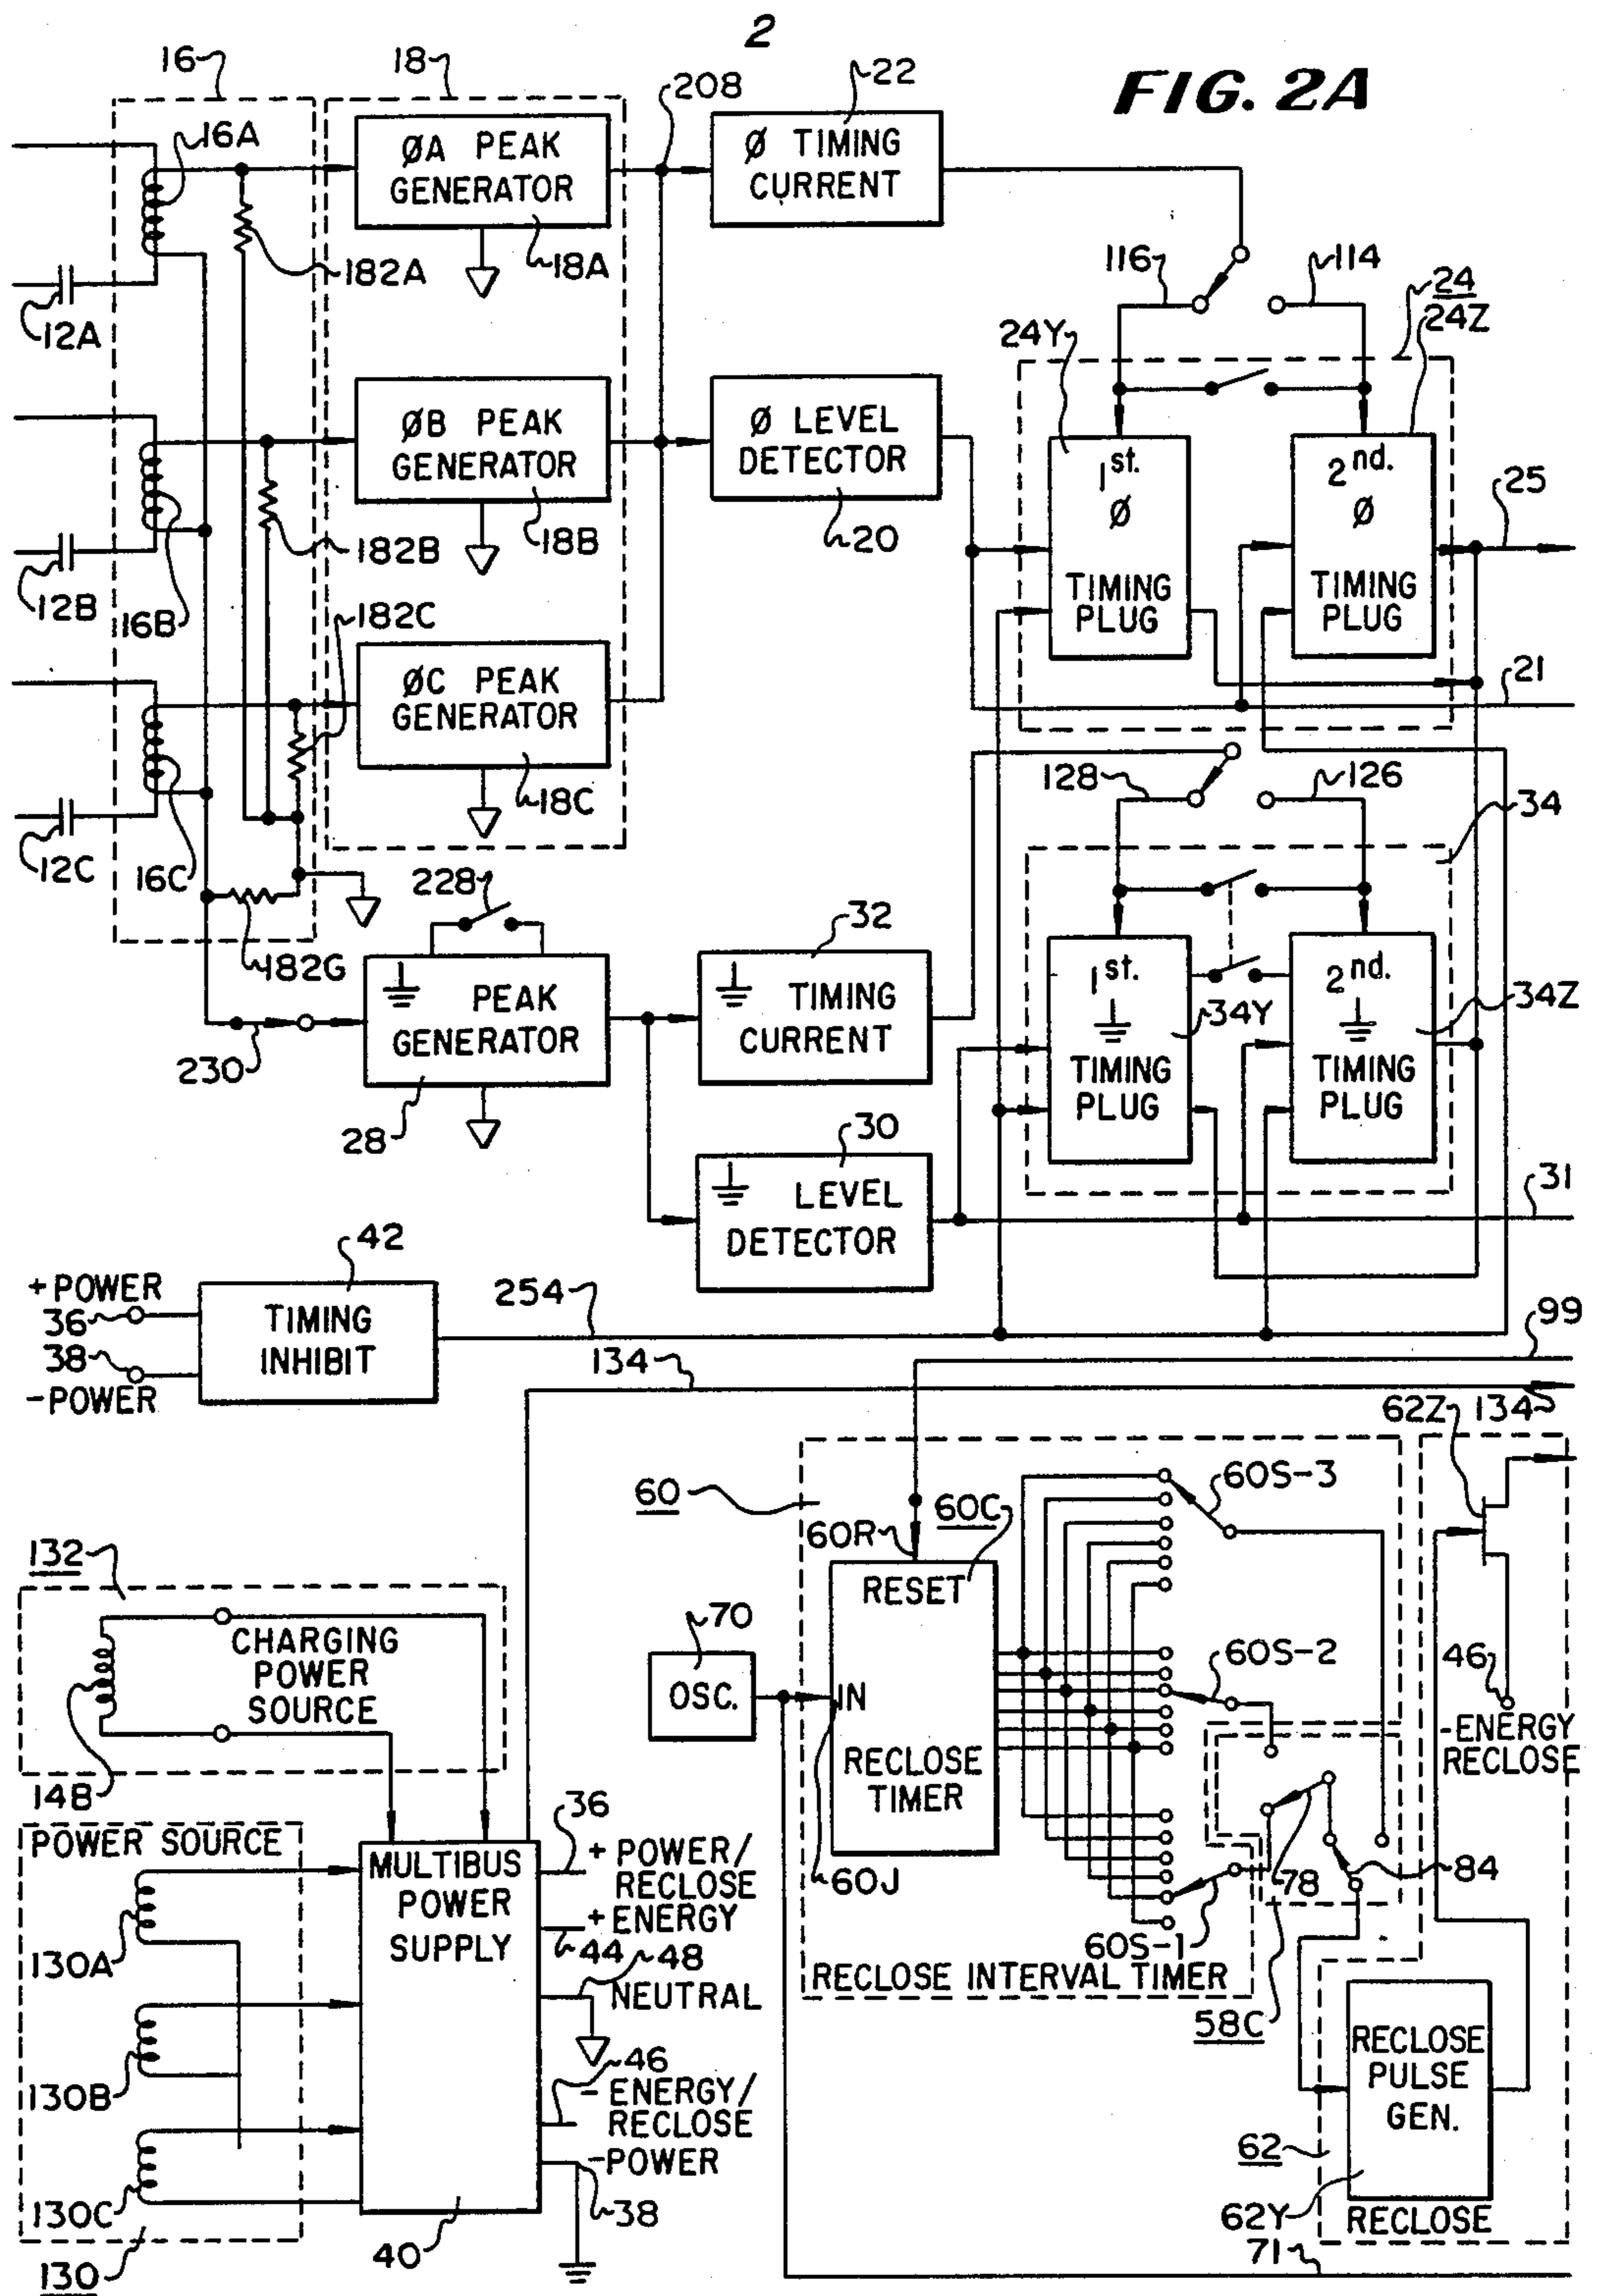 2
FIG. 2A
16
18
208
22
16A
ØA PEAK
GENERATOR
Ø TIMING
CURRENT
182A
18A
12A
116
114
24
24Y
24Z
ØB PEAK
GENERATOR
Ø LEVEL
DETECTOR
1st.
Ø
TIMING
PLUG
2nd.
Ø
TIMING
PLUG
25
182B
18B
20
12B
16B
182C
ØC PEAK
GENERATOR
21
18C
128
126
34
12C
16C
228
32
182G
PEAK
GENERATOR
TIMING
CURRENT
1st.
TIMING
PLUG
34Y
2nd.
TIMING
PLUG
34Z
230
28
30
LEVEL
DETECTOR
31
42
+POWER
36
38
-POWER
TIMING
INHIBIT
254
134
99
62Z
134
60
60C
60R
60S-3
132
RESET
70
OSC.
IN
60S-2
46
-ENERGY
RECLOSE
CHARGING
POWER
SOURCE
RECLOSE
TIMER
14B
60J
78
84
60S-1
RECLOSE INTERVAL TIMER
58C
POWER SOURCE
MULTIBUS
POWER
SUPPLY
36
+ POWER/
RECLOSE
+ ENERGY
44
48
NEUTRAL
46
- ENERGY/
RECLOSE
-POWER
38
130A
130B
130C
130
40
RECLOSE
PULSE
GEN.
62
62Y
RECLOSE
71